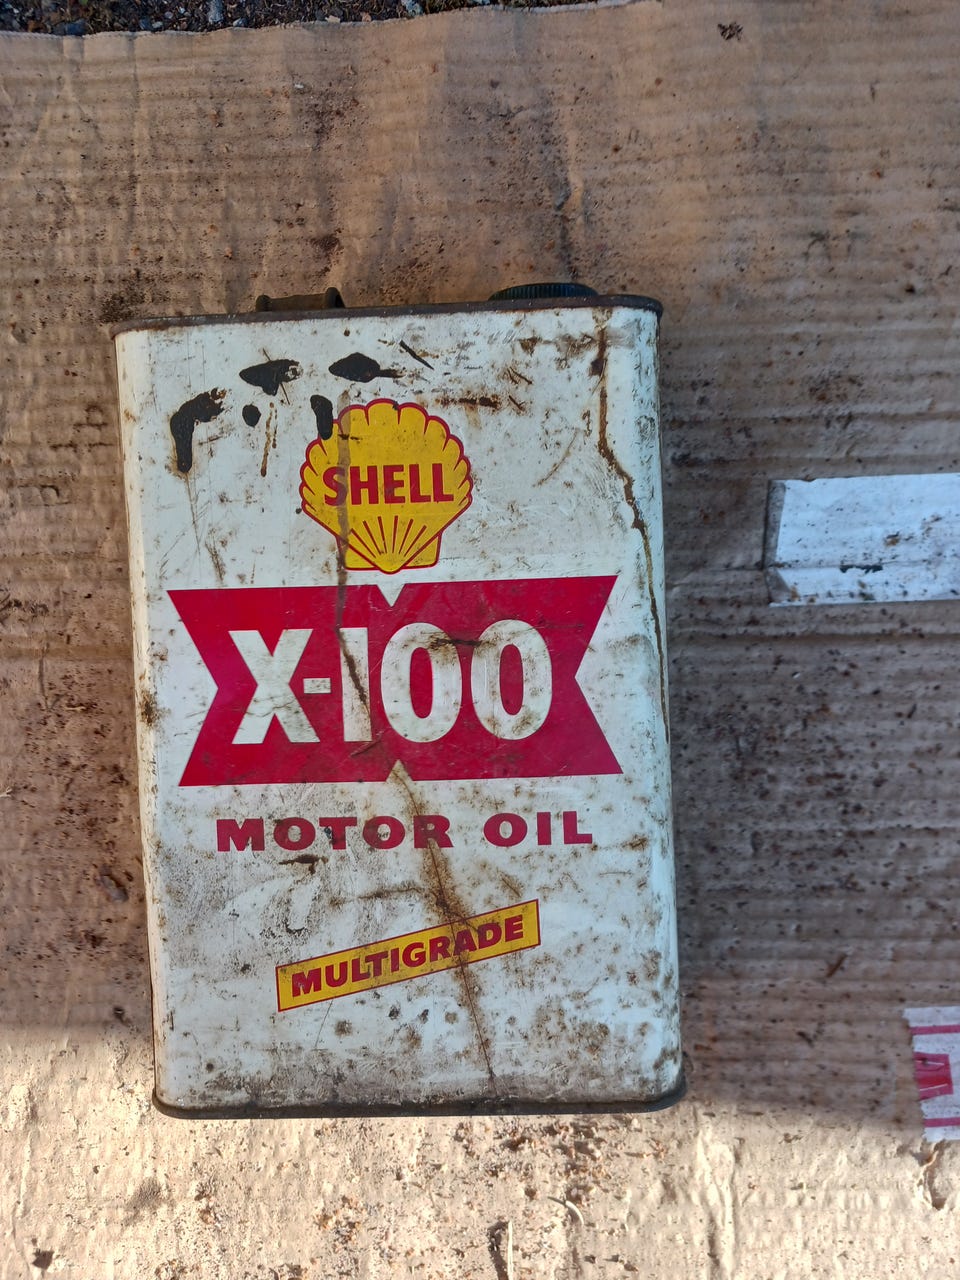 SHELL
X-100
MOTOR OIL
MULTIGRADE